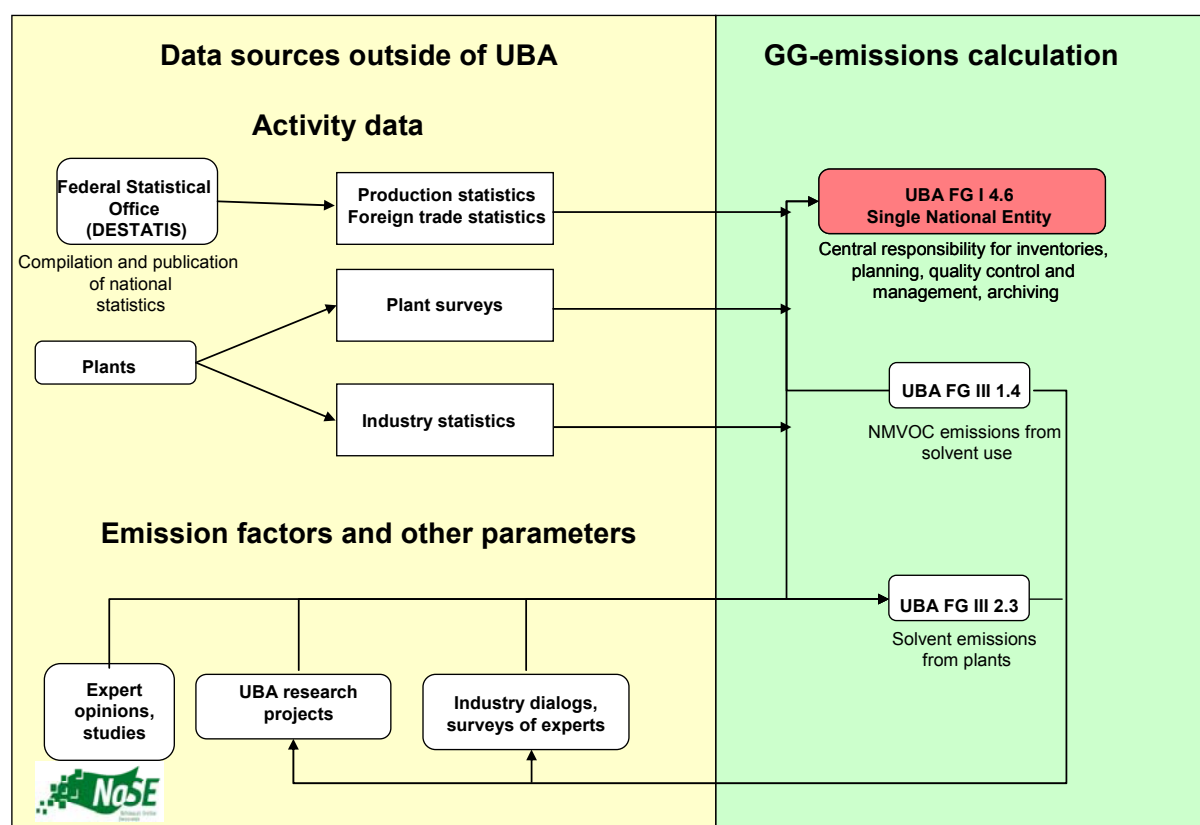 Data sources outside of UBA
GG-emissions calculation
Activity data
Federal Statistical
Office
(DESTATIS)
Compilation and publication
of national
statistics
Production statistics
Foreign trade statistics
UBA FG I 4.6
Single National Entity
Central responsibility for inventories,
planning, quality control and
management, archiving
Plant surveys
Plants
Industry statistics
UBA FG III 1.4
NMVOC emissions from
solvent use
Emission factors and other parameters
UBA FG III 2.3
Solvent emissions
from plants
Expert
opinions,
studies
UBA research
projects
Industry dialogs,
surveys of experts
NaSE